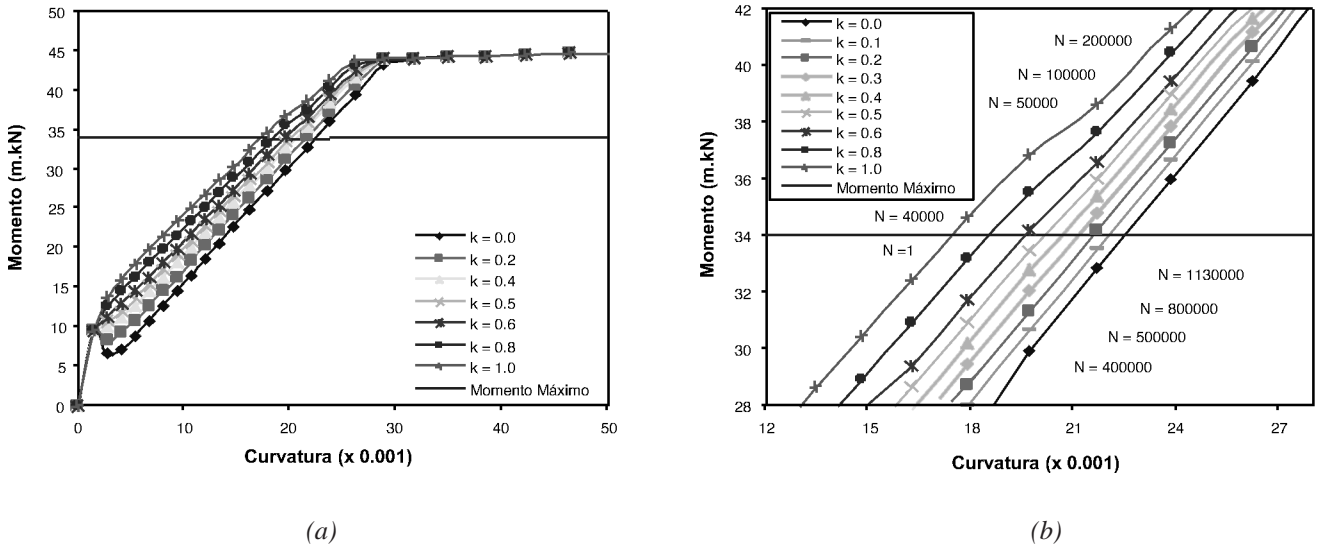 50
45
40
35
30
25
20
15
10
5
0
Momento (m.kN)
0 10 20 30 40 50
Curvatura (x 0.001)
k = 0.0
k = 0.2
k = 0.4
k = 0.5
k = 0.6
k = 0.8
k = 1.0
Momento Máximo
(a)
42
40
38
36
34
32
30
28
Momento (m.kN)
12 15 18 21 24 27
Curvatura (x 0.001)
k = 0.0
k = 0.1
k = 0.2
k = 0.3
k = 0.4
k = 0.5
k = 0.6
k = 0.8
k = 1.0
Momento Máximo
N = 200000
N = 100000
N = 50000
N = 40000
N =1
N = 1130000
N = 800000
N = 500000
N = 400000
(b)